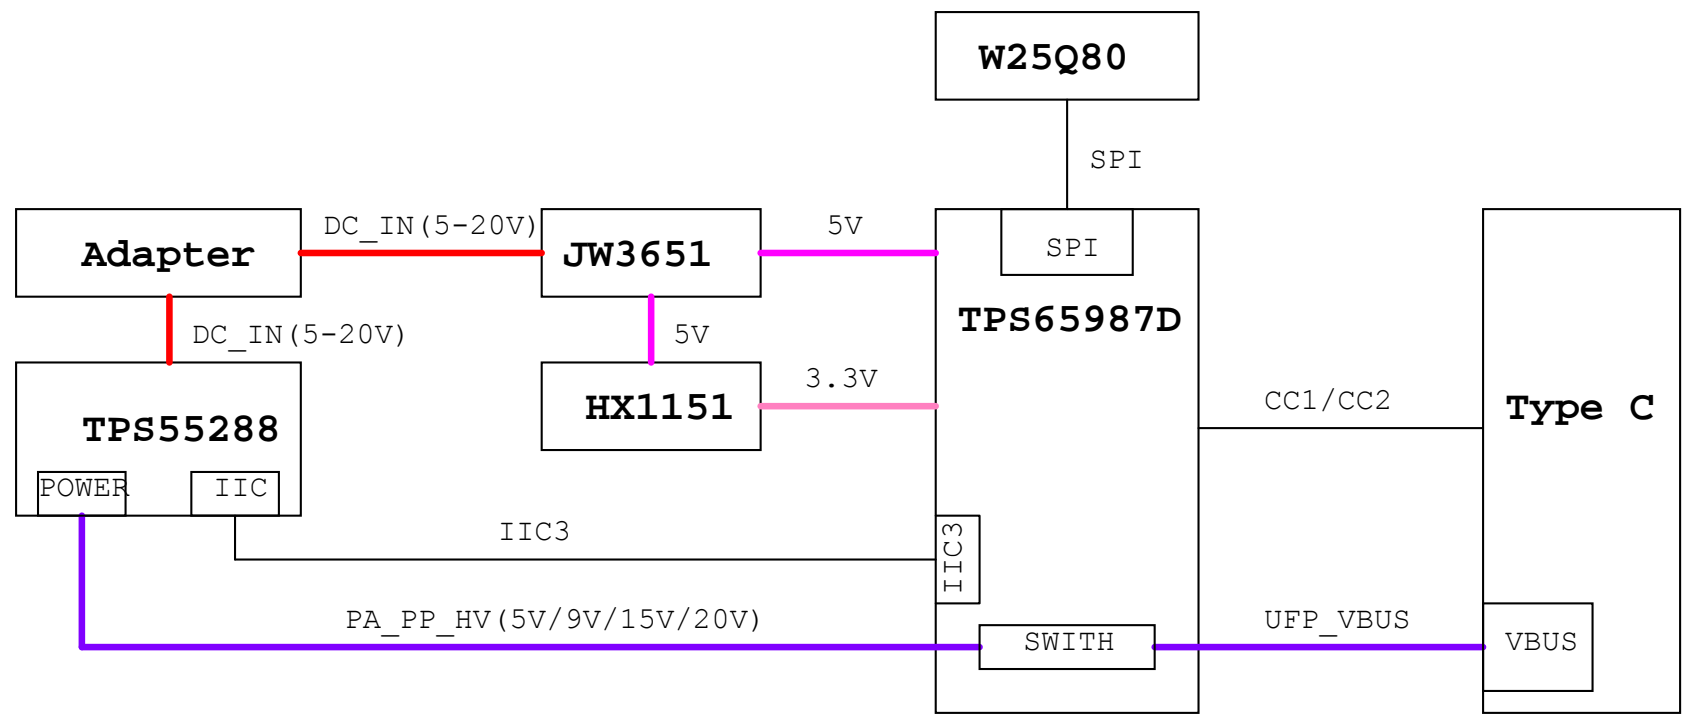 W25Q80
SPI
Adapter
DC_IN(5-20V)
JW3651
5V
SPI
TPS65987D
DC_IN(5-20V)
5V
TPS55288
POWER
IIC
HX1151
3.3V
CC1/CC2
Type C
IIC3
IIC3
PA_PP_HV(5V/9V/15V/20V)
SWITH
UFP_VBUS
VBUS